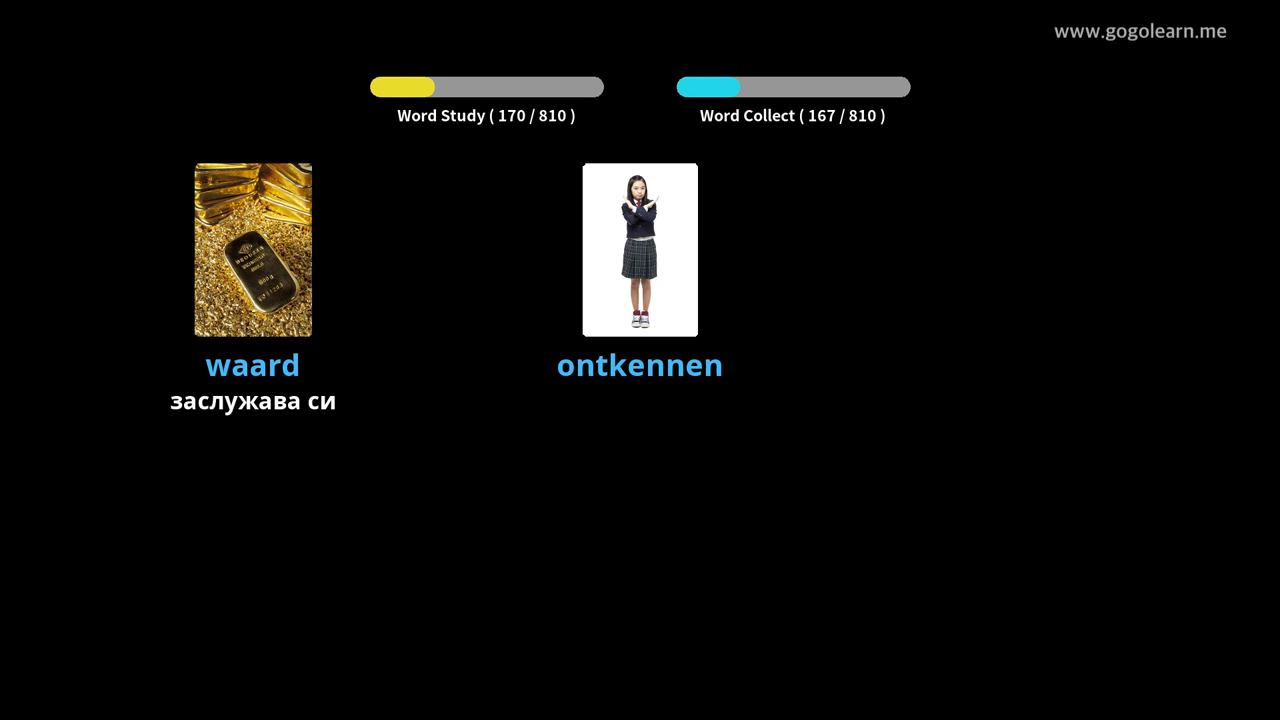 www.gogolearn.me
Word Study ( 170 / 810 )
Word Collect ( 167 / 810 )
waard
заслужава си
ontkennen